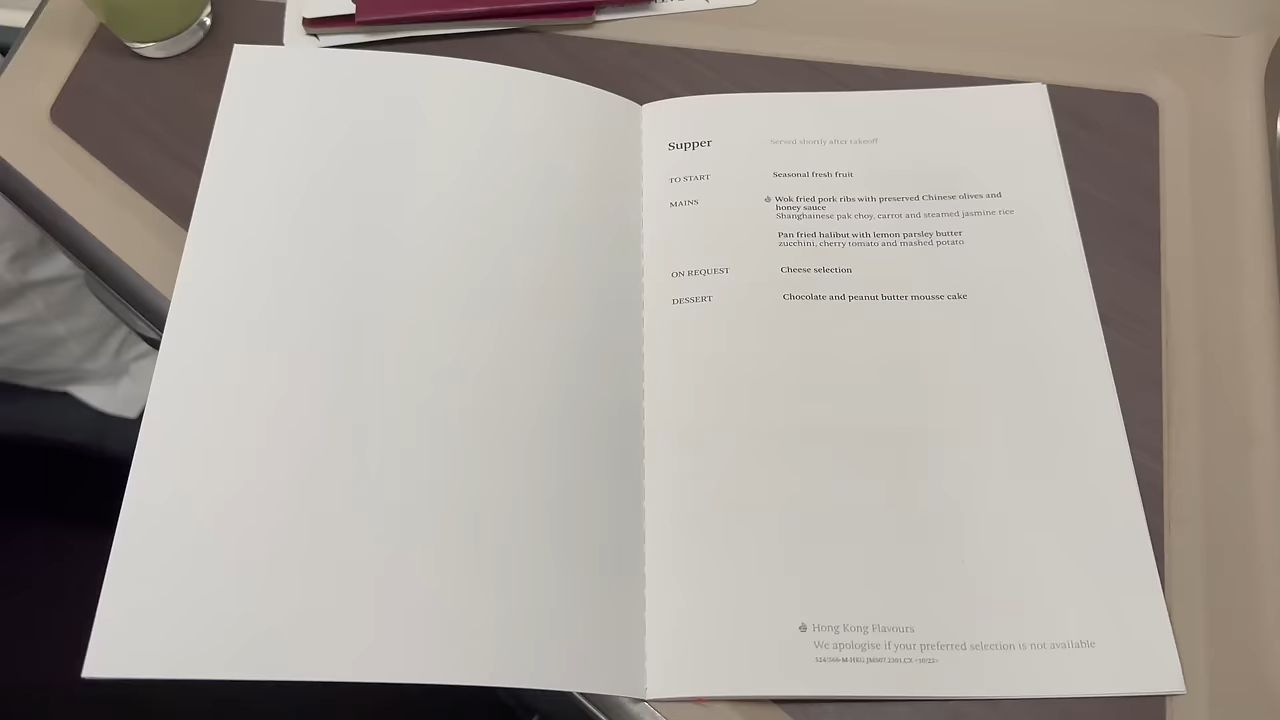 Supper
Served shortly after takeoff
TO START
Seasonal fresh fruit
MAINS
Wok fried pork ribs with preserved Chinese olives and
honey sauce
Shanghainese pak choy, carrot and steamed jasmine rice
Pan fried halibut with lemon parsley butter
zucchini, cherry tomato and mashed potato
ON REQUEST
Cheese selection
DESSERT
Chocolate and peanut butter mousse cake
Hong Kong Flavours
We apologise if your preferred selection is not available